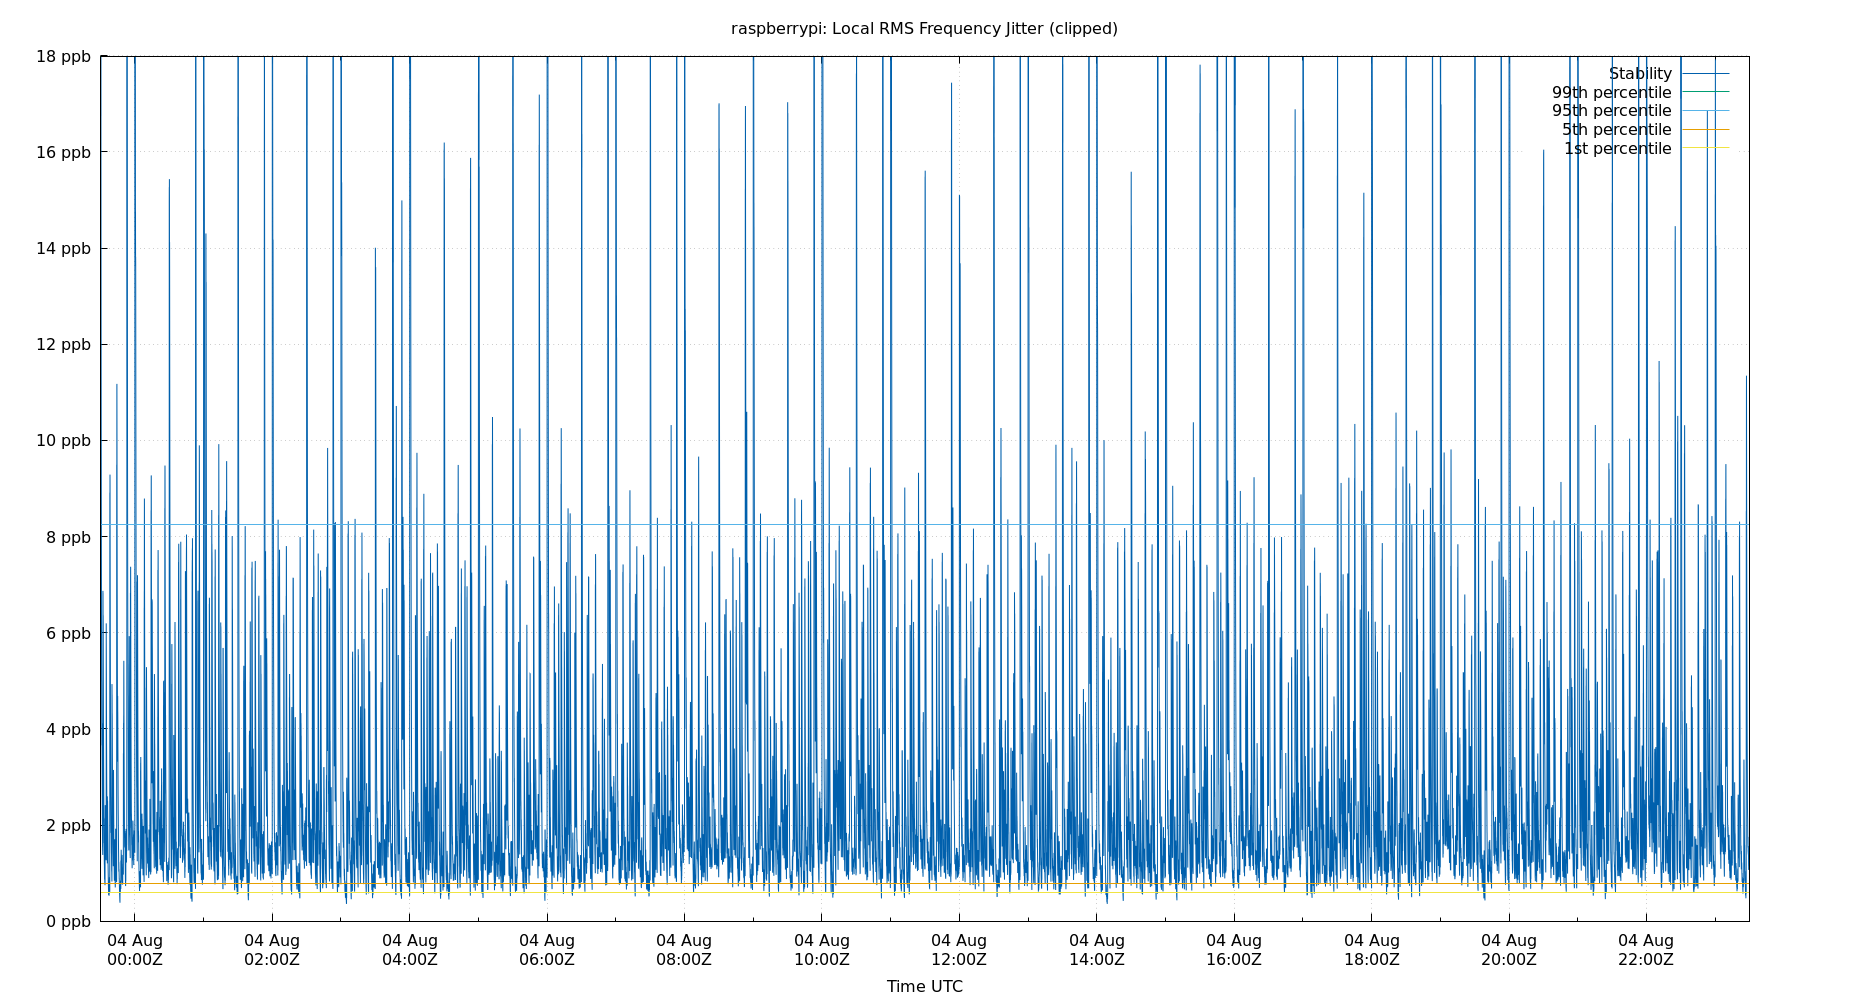 raspberrypi: Local RMS Frequency Jitter (clipped)
18 ppb
16 ppb
14 ppb
12 ppb
10 ppb
8 ppb
6 ppb
4 ppb
2 ppb
0 ppb
Stability
99th percentile
95th percentile
5th percentile
1st percentile
04 Aug 04 Aug 04 Aug 04 Aug 04 Aug 04 Aug 04 Aug 04 Aug 04 Aug 04 Aug 04 Aug 04 Aug
00:00Z 02:00Z 04:00Z 06:00Z 08:00Z 10:00Z 12:00Z 14:00Z 16:00Z 18:00Z 20:00Z 22:00Z
Time UTC